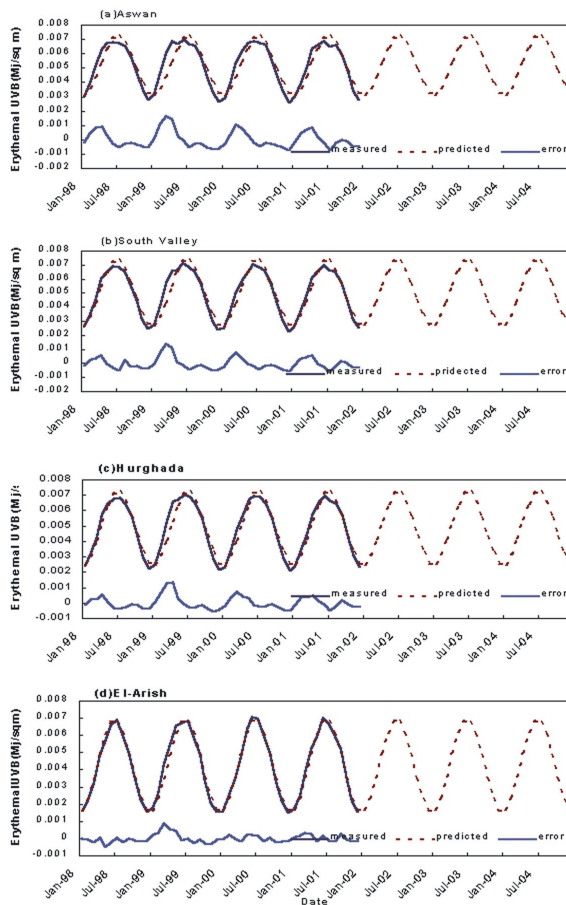 (a)Aswan
Erythemal UVB(Mj/sq m)
0.008
0.007
0.006
0.005
0.004
0.003
0.002
0.001
0
-0.001
-0.002
measured predicted error
Jan-98 Jul-98 Jan-99 Jul-99 Jan-00 Jul-00 Jan-01 Jul-01 Jan-02 Jul-02 Jan-03 Jul-03 Jan-04 Jul-04
(b)South Valley
Erythemal UVB(Mj/sq m)
0.008
0.007
0.006
0.005
0.004
0.003
0.002
0.001
0
-0.001
-0.002
measured pridected error
Jan-98 Jul-98 Jan-99 Jul-99 Jan-00 Jul-00 Jan-01 Jul-01 Jan-02 Jul-02 Jan-03 Jul-03 Jan-04 Jul-04
(c)Hurghada
Erythemal UVB(Mj/
0.008
0.007
0.006
0.005
0.004
0.003
0.002
0.001
0
-0.001
measured predicted error
Jan-98 Jul-98 Jan-99 Jul-99 Jan-00 Jul-00 Jan-01 Jul-01 Jan-02 Jul-02 Jan-03 Jul-03 Jan-04 Jul-04
(d)El-Arish
Erythemal UVB(Mj/sqm)
0.008
0.007
0.006
0.005
0.004
0.003
0.002
0.001
0
-0.001
measured predicted error
Jan-98 Jul-98 Jan-99 Jul-99 Jan-00 Jul-00 Jan-01 Jul-01 Jan-02 Jul-02 Jan-03 Jul-03 Jan-04 Jul-04
Date